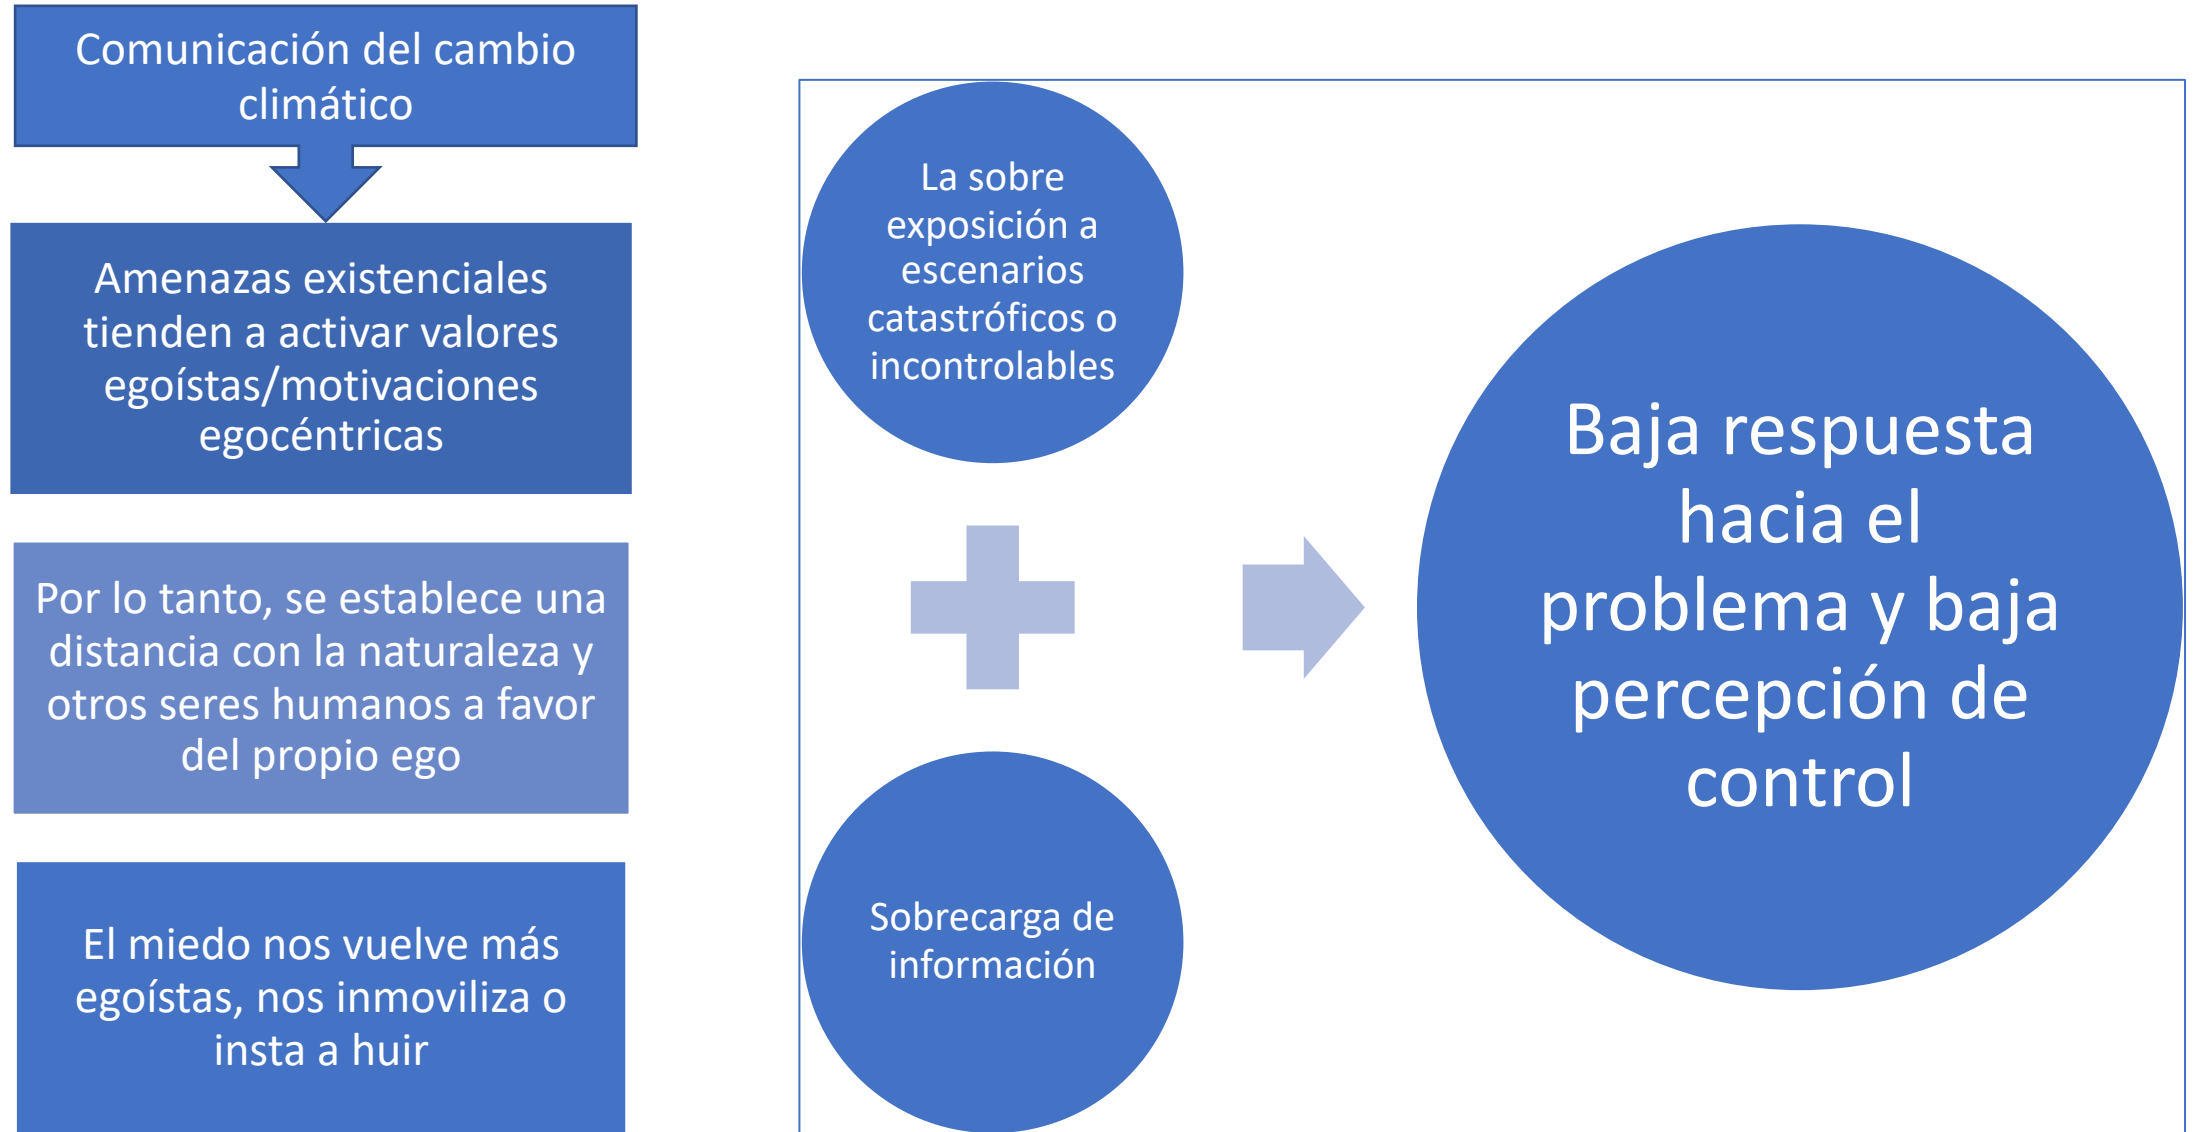 Comunicación del cambio
climático
Amenazas existenciales
tienden a activar valores
egoístas/motivaciones
egocéntricas
Por lo tanto, se establece una
distancia con la naturaleza y
otros seres humanos a favor
del propio ego
El miedo nos vuelve más
egoístas, nos inmoviliza o
insta a huir
La sobre
exposición a
escenarios
catastróficos o
incontrolables
Sobrecarga de
información
Baja respuesta
hacia el
problema y baja
percepción de
control